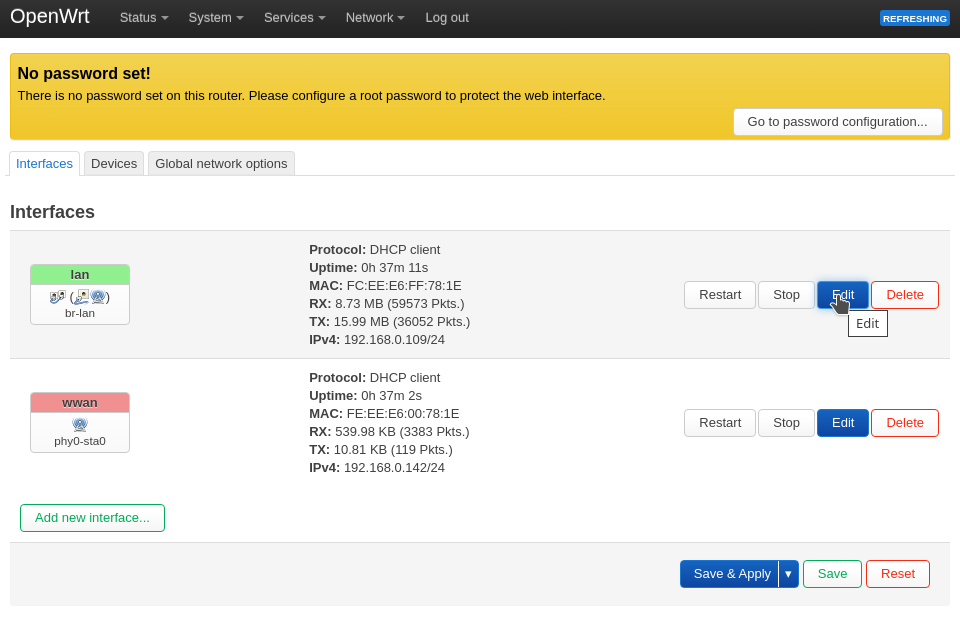 OpenWrt Status System Services Network Log out REFRESHING
No password set!
There is no password set on this router. Please configure a root password to protect the web interface.
Go to password configuration...
Interfaces Devices Global network options
Interfaces
lan
( )
br-lan
Protocol: DHCP client
Uptime: 0h 37m 11s
MAC: FC:EE:E6:FF:78:1E
RX: 8.73 MB (59573 Pkts.)
TX: 15.99 MB (36052 Pkts.)
IPv4: 192.168.0.109/24
Restart Stop Edit Delete
Edit
wwan
phy0-sta0
Protocol: DHCP client
Uptime: 0h 37m 2s
MAC: FE:EE:E6:00:78:1E
RX: 539.98 KB (3383 Pkts.)
TX: 10.81 KB (119 Pkts.)
IPv4: 192.168.0.142/24
Restart Stop Edit Delete
Add new interface...
Save & Apply ▾ Save Reset